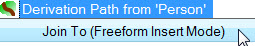 Derivation Path from 'Person'
Join To (Freeform Insert Mode)